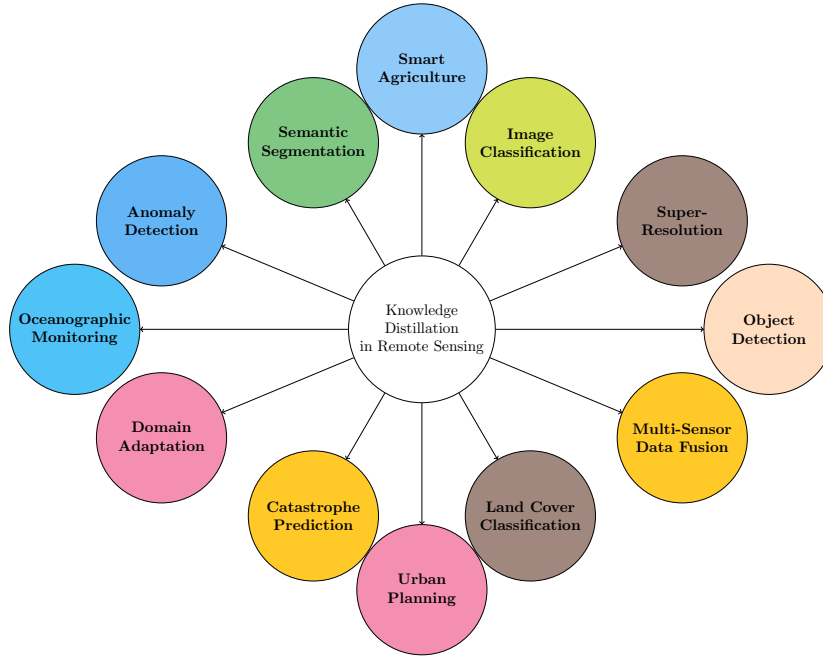 Smart
Agriculture
Semantic
Segmentation
Image
Classification
Anomaly
Detection
Super-
Resolution
Oceanographic
Monitoring
Knowledge
Distillation
in Remote Sensing
Object
Detection
Domain
Adaptation
Multi-Sensor
Data Fusion
Catastrophe
Prediction
Land Cover
Classification
Urban
Planning